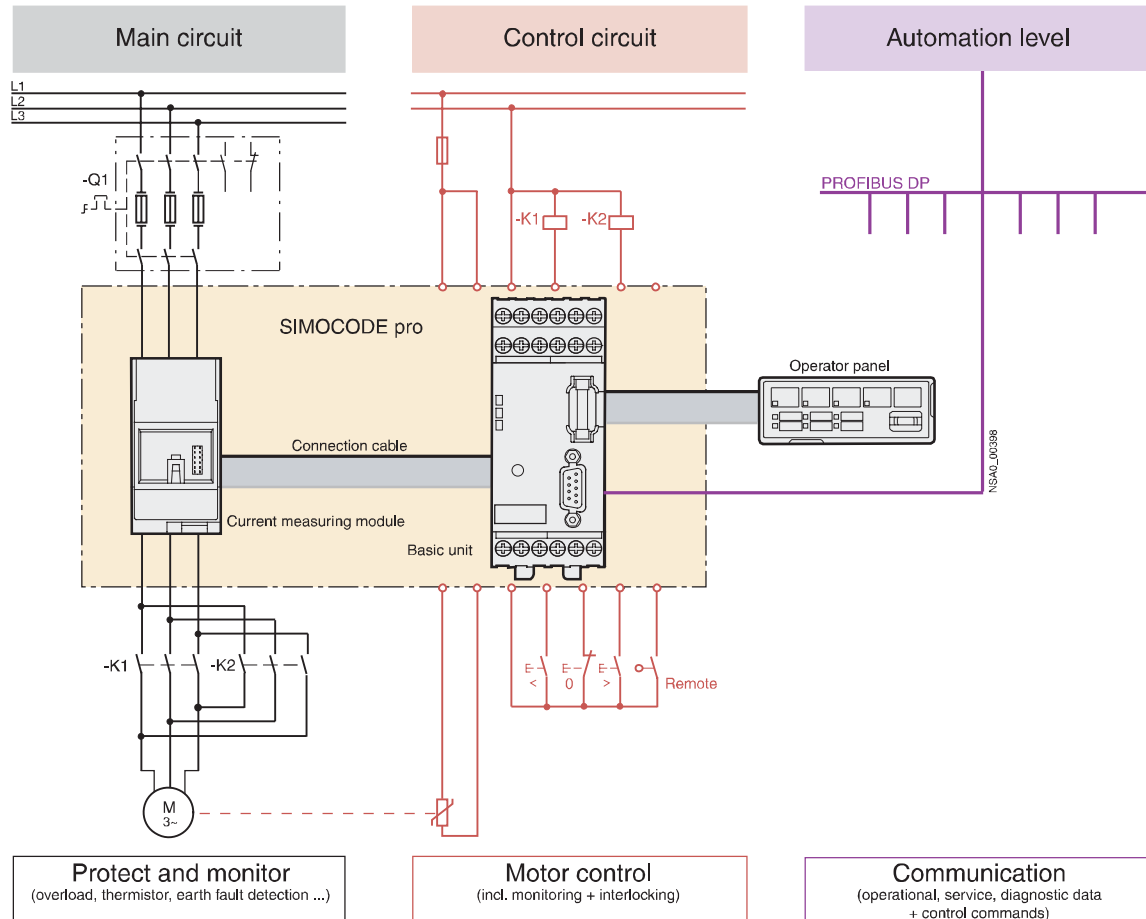 Main circuit
Control circuit
Automation level
L1
L2
L3
-Q1
-K1
-K2
PROFIBUS DP
SIMOCODE pro
Operator panel
Connection cable
NSA0_00398
Current measuring module
Basic unit
-K1
-K2
<
0
>
Remote
M
3~
Protect and monitor
(overload, thermistor, earth fault detection ...)
Motor control
(incl. monitoring + interlocking)
Communication
(operational, service, diagnostic data
+ control commands)